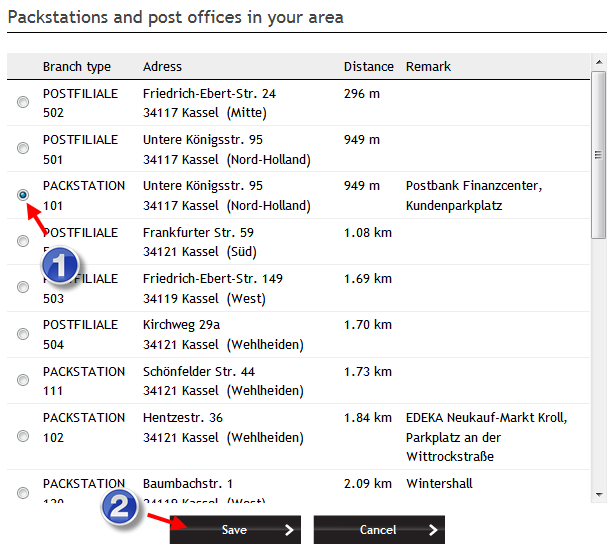 Packstations and post offices in your area
Branch type Adress Distance Remark
POSTFILIALE Friedrich-Ebert-Str. 24 296 m
502 34117 Kassel (Mitte)
POSTFILIALE Untere Königsstr. 95 949 m
501 34117 Kassel (Nord-Holland)
PACKSTATION Untere Königsstr. 95 949 m Postbank Finanzcenter,
101 34117 Kassel (Nord-Holland) Kundenparkplatz
POSTFILIALE Frankfurter Str. 59 1.08 km
34121 Kassel (Süd)
1
POSTFILIALE Friedrich-Ebert-Str. 149 1.69 km
503 34119 Kassel (West)
POSTFILIALE Kirchweg 29a 1.70 km
504 34121 Kassel (Wehlheiden)
PACKSTATION Schönfelder Str. 44 1.73 km
111 34121 Kassel (Wehlheiden)
PACKSTATION Hentzestr. 36 1.84 km EDEKA Neukauf-Markt Kroll,
102 34121 Kassel (Wehlheiden) Parkplatz an der
Wittrockstraße
PACKSTATION Baumbachstr. 1 2.09 km Wintershall
34119 Kassel (West)
2
Save Cancel